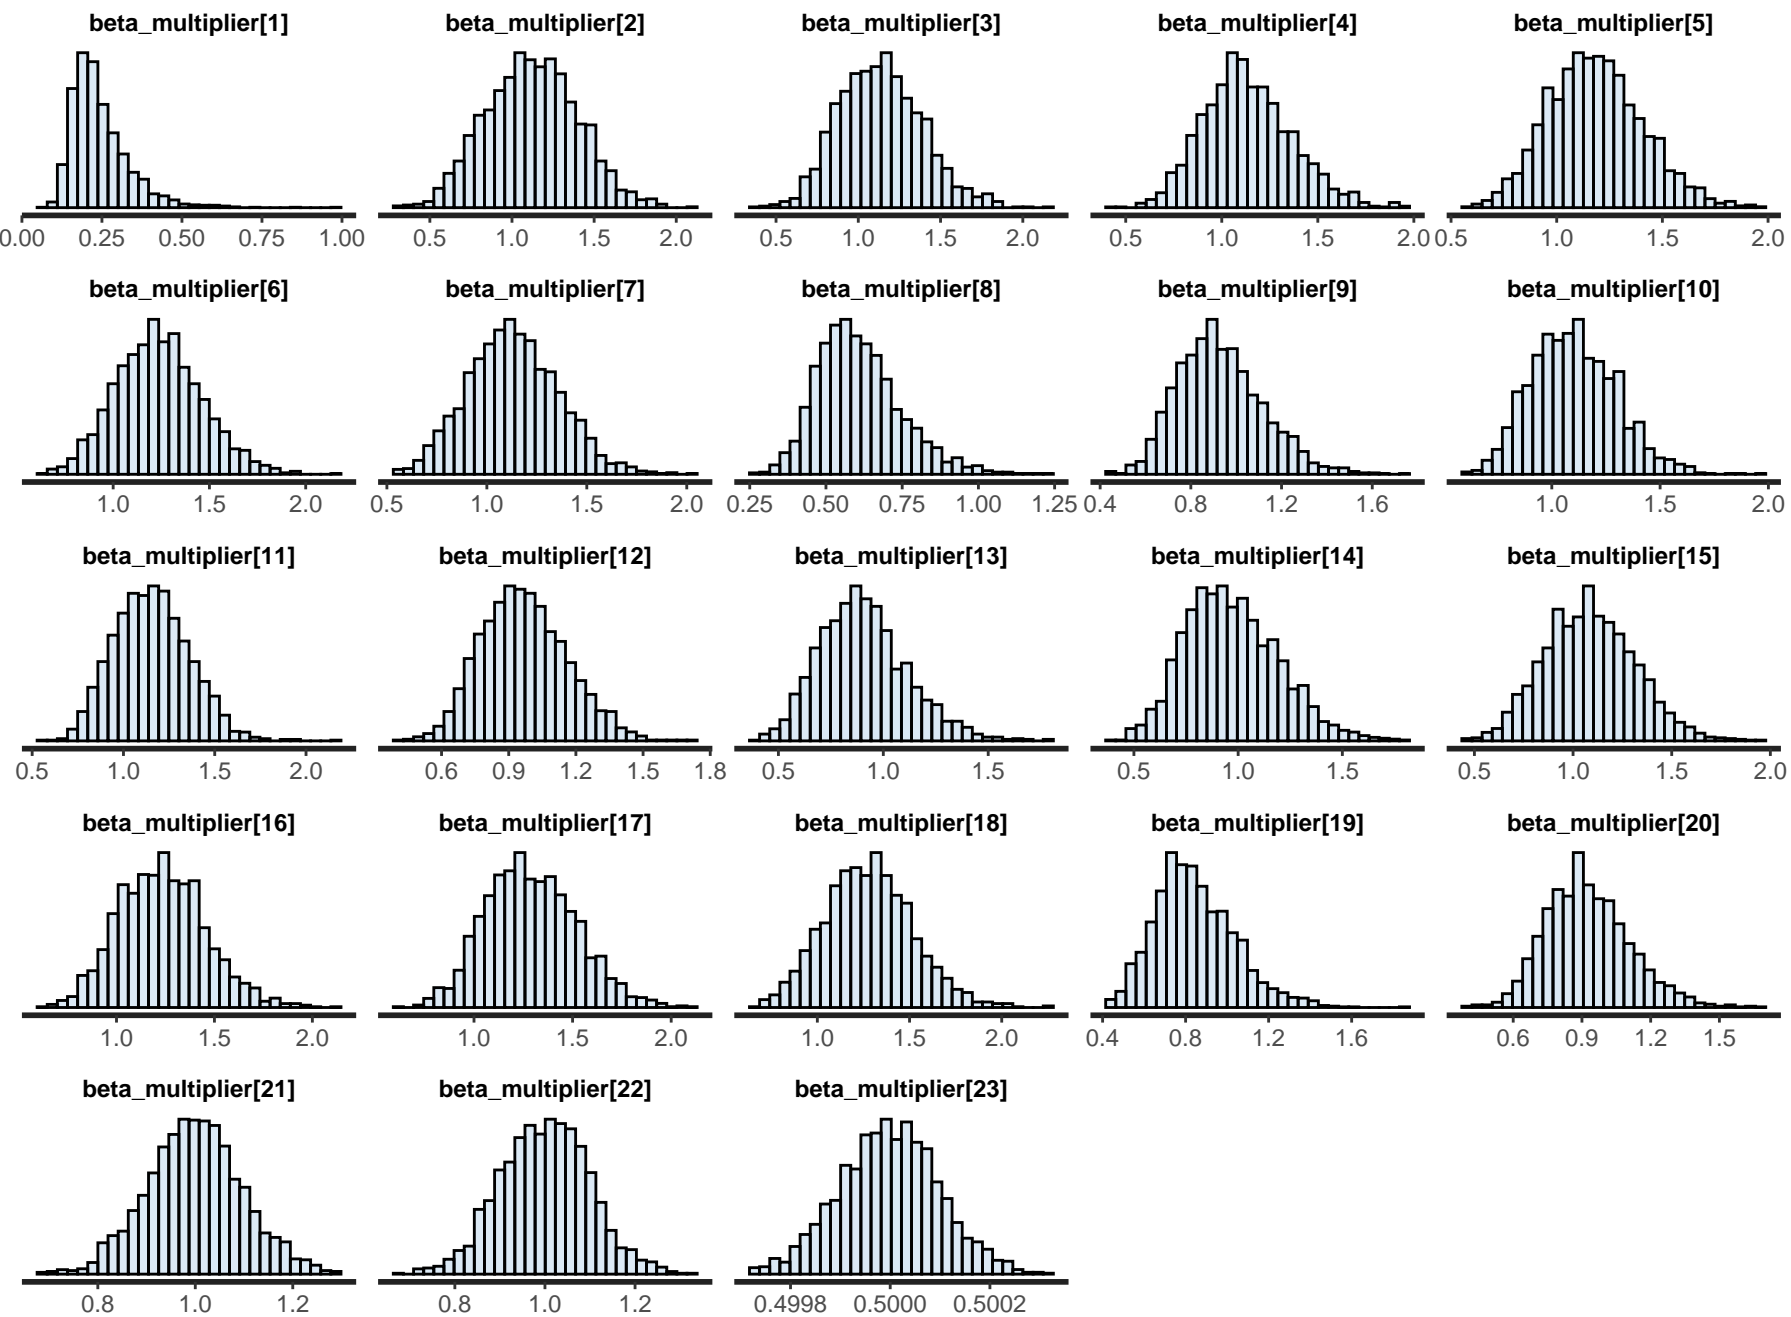 beta_multiplier[1] beta_multiplier[2] beta_multiplier[3] beta_multiplier[4] beta_multiplier[5]
0.00 0.25 0.50 0.75 1.00 0.5 1.0 1.5 2.0 0.5 1.0 1.5 2.0 0.5 1.0 1.5 2.0 0.5 1.0 1.5 2.0
beta_multiplier[6] beta_multiplier[7] beta_multiplier[8] beta_multiplier[9] beta_multiplier[10]
1.0 1.5 2.0 0.5 1.0 1.5 2.0 0.25 0.50 0.75 1.00 1.25 0.4 0.8 1.2 1.6 1.0 1.5 2.0
beta_multiplier[11] beta_multiplier[12] beta_multiplier[13] beta_multiplier[14] beta_multiplier[15]
0.5 1.0 1.5 2.0 0.6 0.9 1.2 1.5 1.8 0.5 1.0 1.5 0.5 1.0 1.5 0.5 1.0 1.5 2.0
beta_multiplier[16] beta_multiplier[17] beta_multiplier[18] beta_multiplier[19] beta_multiplier[20]
1.0 1.5 2.0 1.0 1.5 2.0 1.0 1.5 2.0 0.4 0.8 1.2 1.6 0.6 0.9 1.2 1.5
beta_multiplier[21] beta_multiplier[22] beta_multiplier[23]
0.8 1.0 1.2 0.8 1.0 1.2 0.4998 0.5000 0.5002